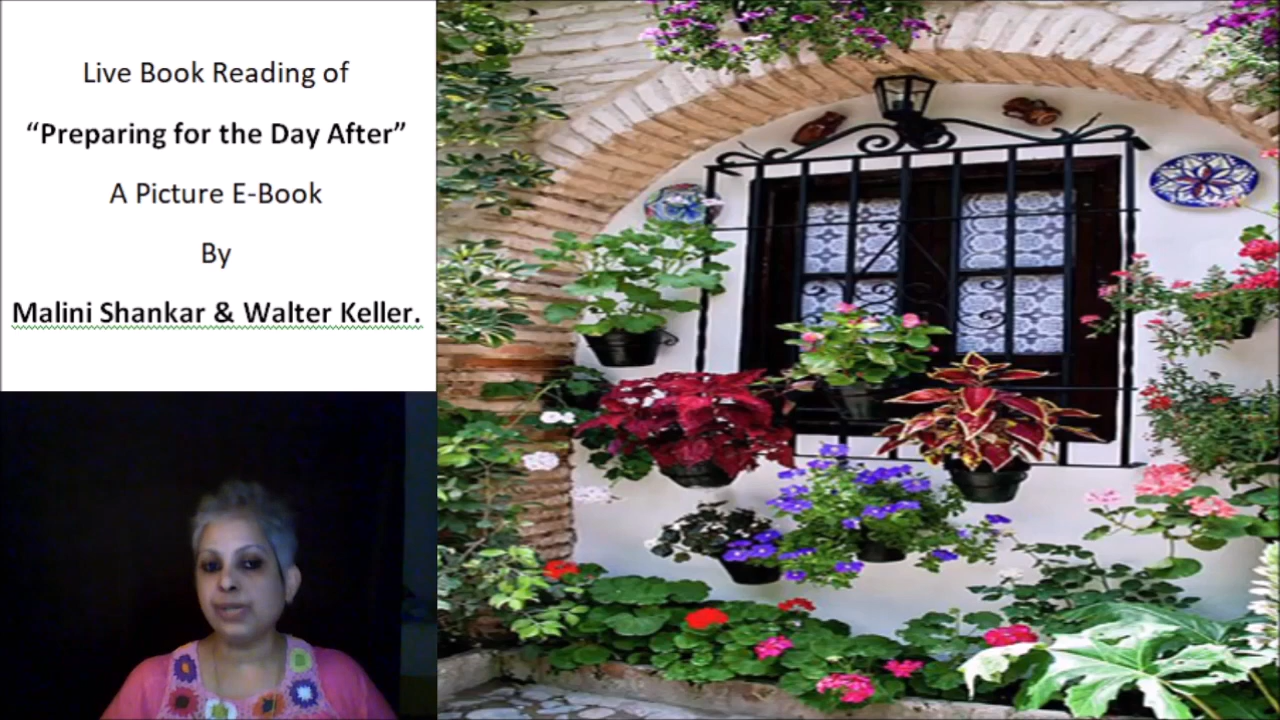 Live Book Reading of
“Preparing for the Day After”
A Picture E-Book
By
Malini Shankar & Walter Keller.